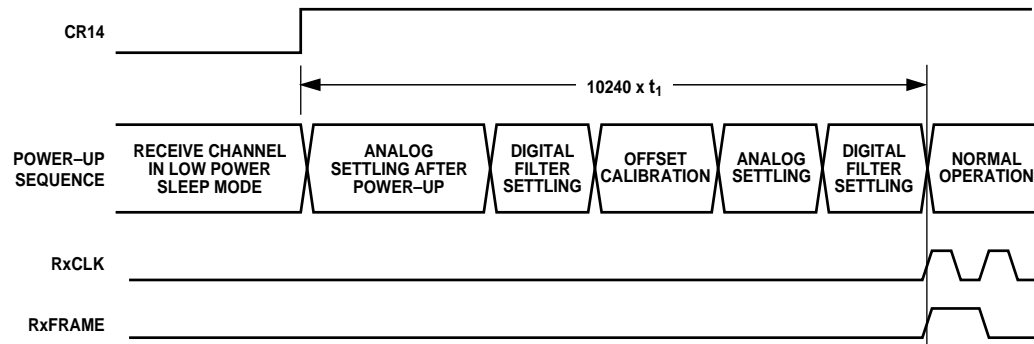 CR14
10240 x t1
POWER–UP
SEQUENCE
RECEIVE CHANNEL
IN LOW POWER
SLEEP MODE
ANALOG
SETTLING AFTER
POWER–UP
DIGITAL
FILTER
SETTLING
OFFSET
CALIBRATION
ANALOG
SETTLING
DIGITAL
FILTER
SETTLING
NORMAL
OPERATION
RxCLK
RxFRAME